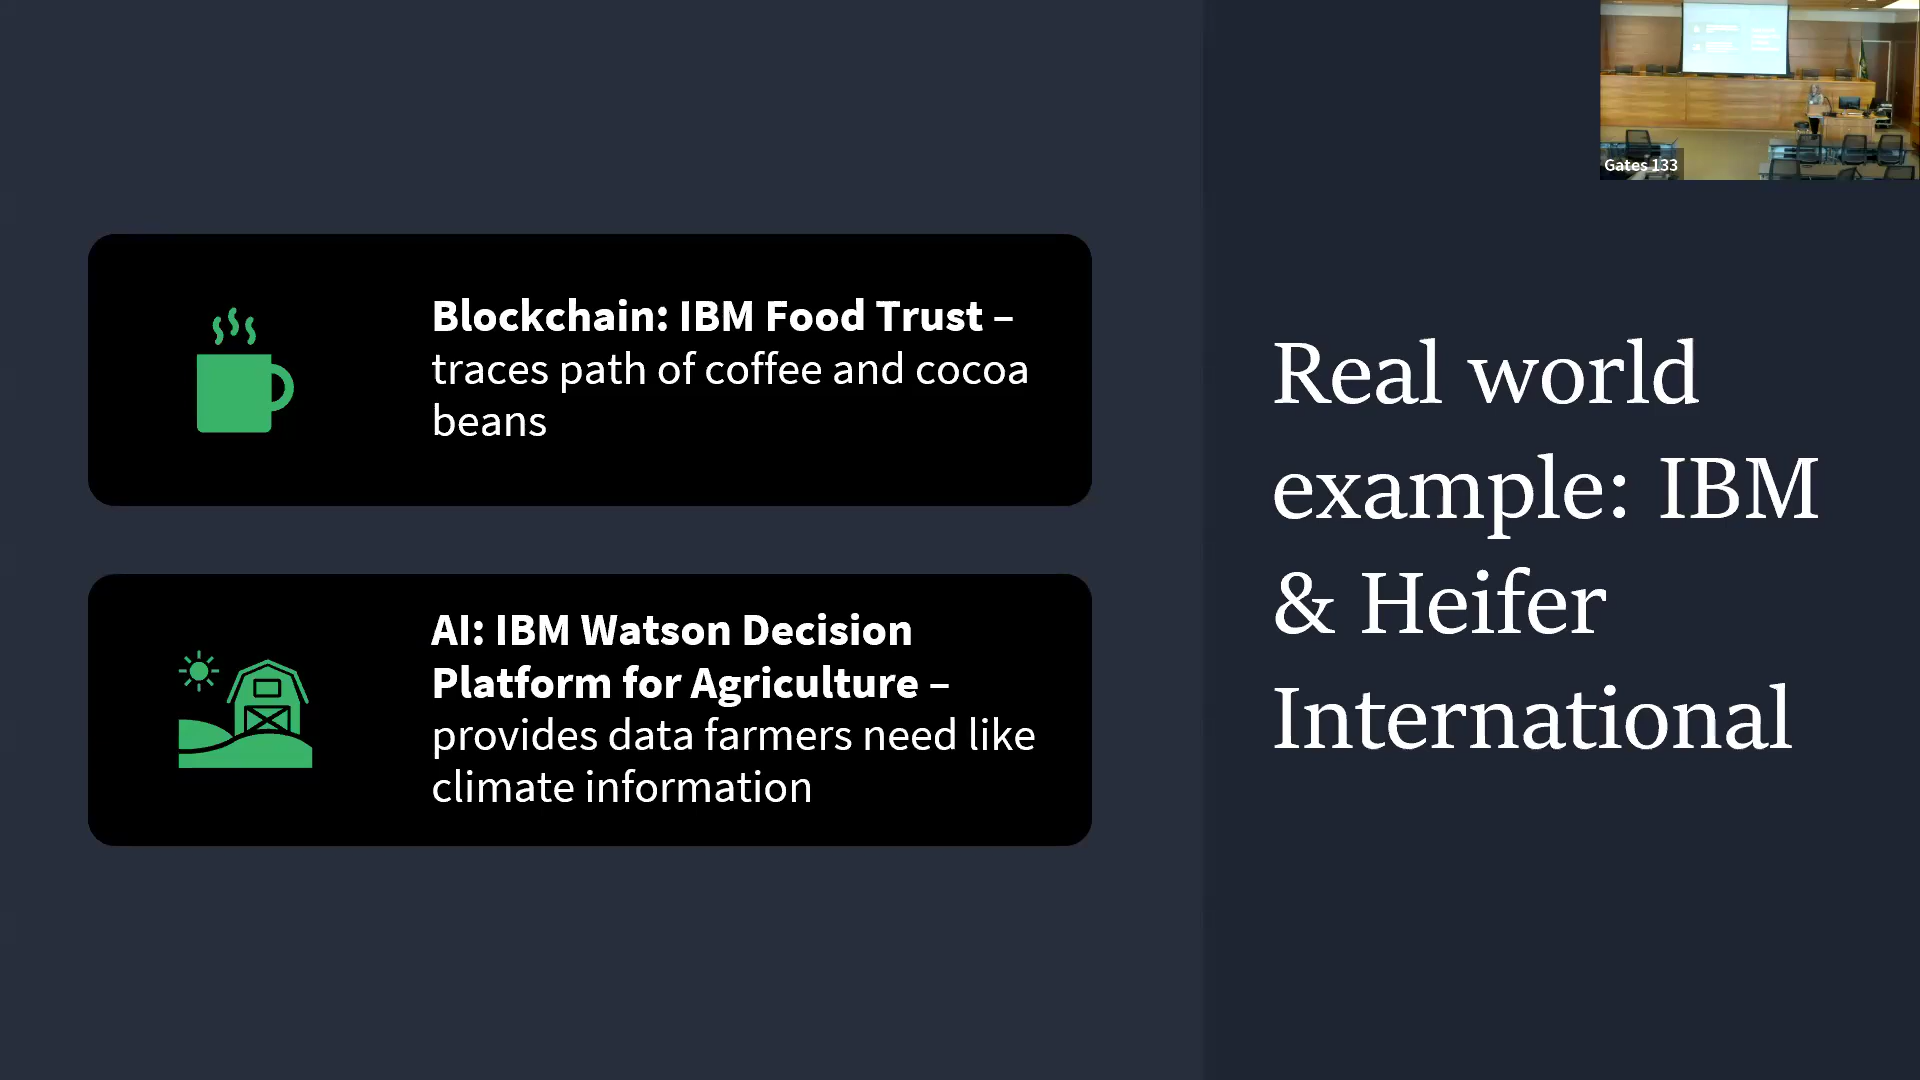 Blockchain: IBM Food Trust –
traces path of coffee and cocoa
beans
AI: IBM Watson Decision
Platform for Agriculture –
provides data farmers need like
climate information
Real world
example: IBM
& Heifer
International
Gates 133